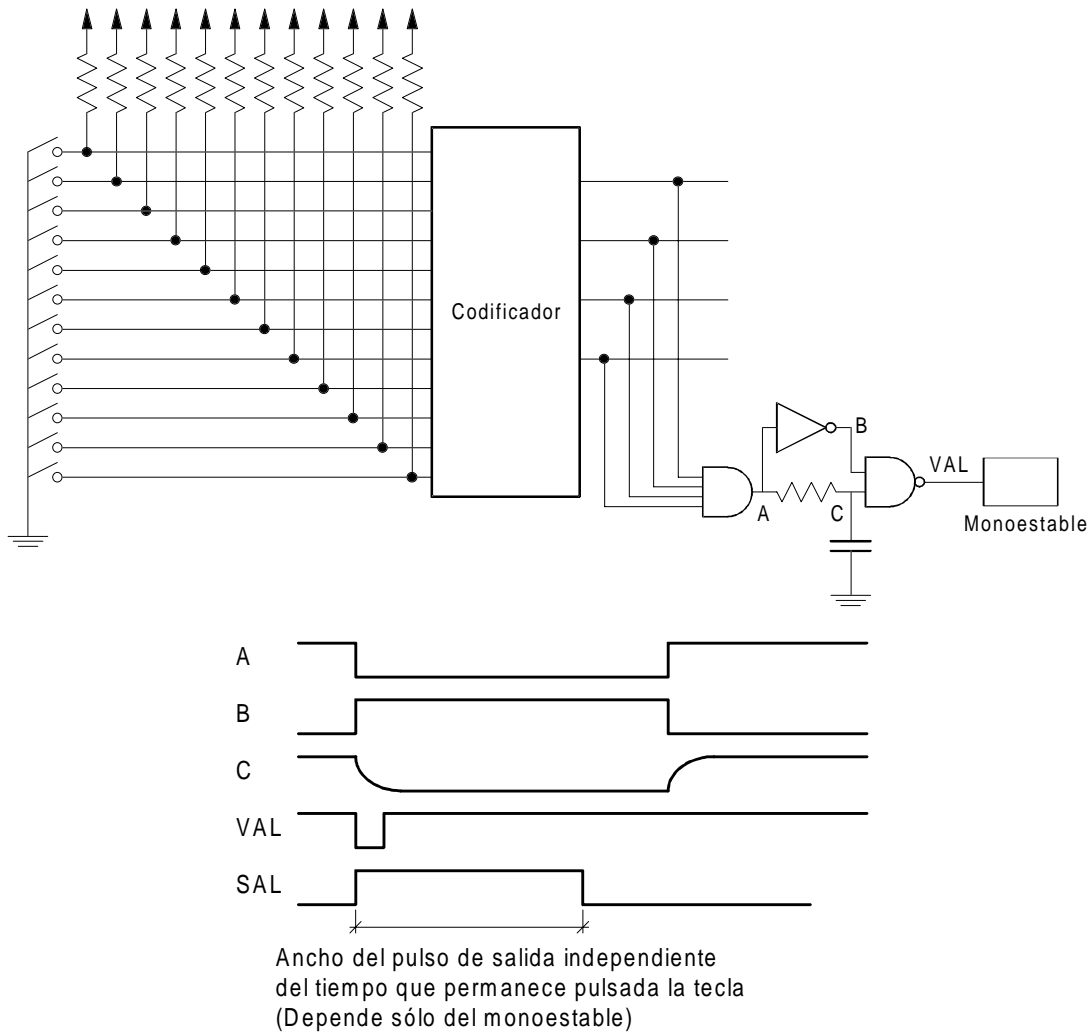 Codificador
B
VAL
A
C
Monoestable
A
B
C
VAL
SAL
Ancho del pulso de salida independiente
del tiempo que permanece pulsada la tecla
(Depende sólo del monoestable)